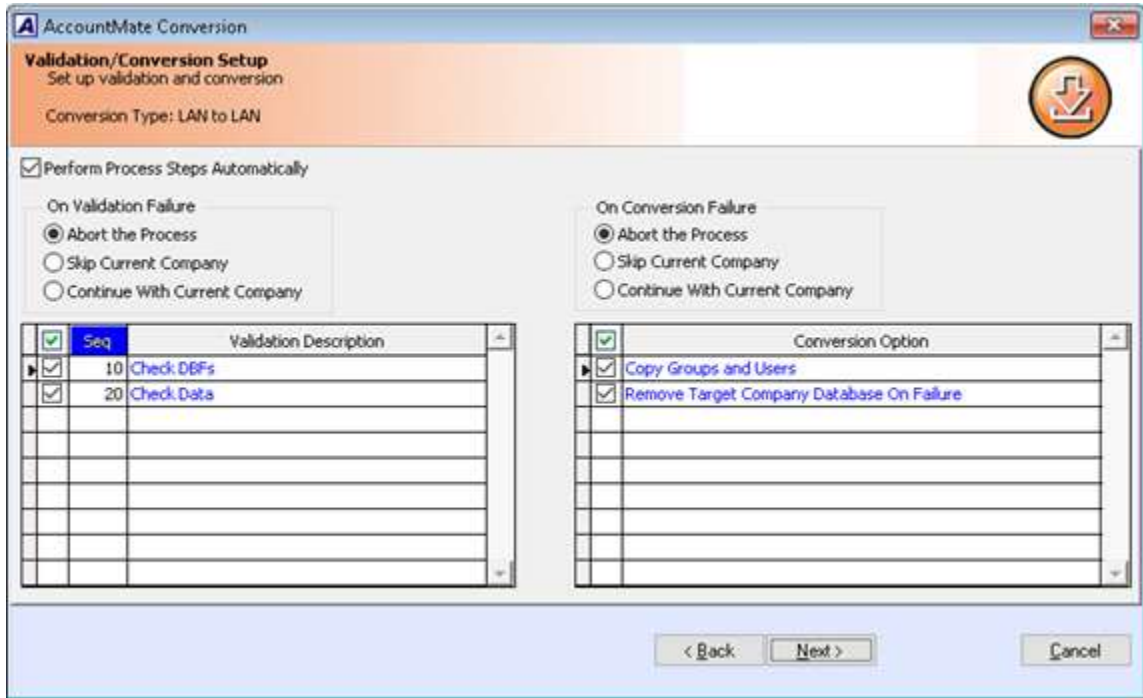 AccountMate Conversion
Validation/Conversion Setup
Set up validation and conversion
Conversion Type: LAN to LAN
Perform Process Steps Automatically
On Validation Failure
Abort the Process
Skip Current Company
Continue With Current Company
On Conversion Failure
Abort the Process
Skip Current Company
Continue With Current Company
Seq Validation Description
10 Check DBFs
20 Check Data
Conversion Option
Copy Groups and Users
Remove Target Company Database On Failure
< Back Next > Cancel